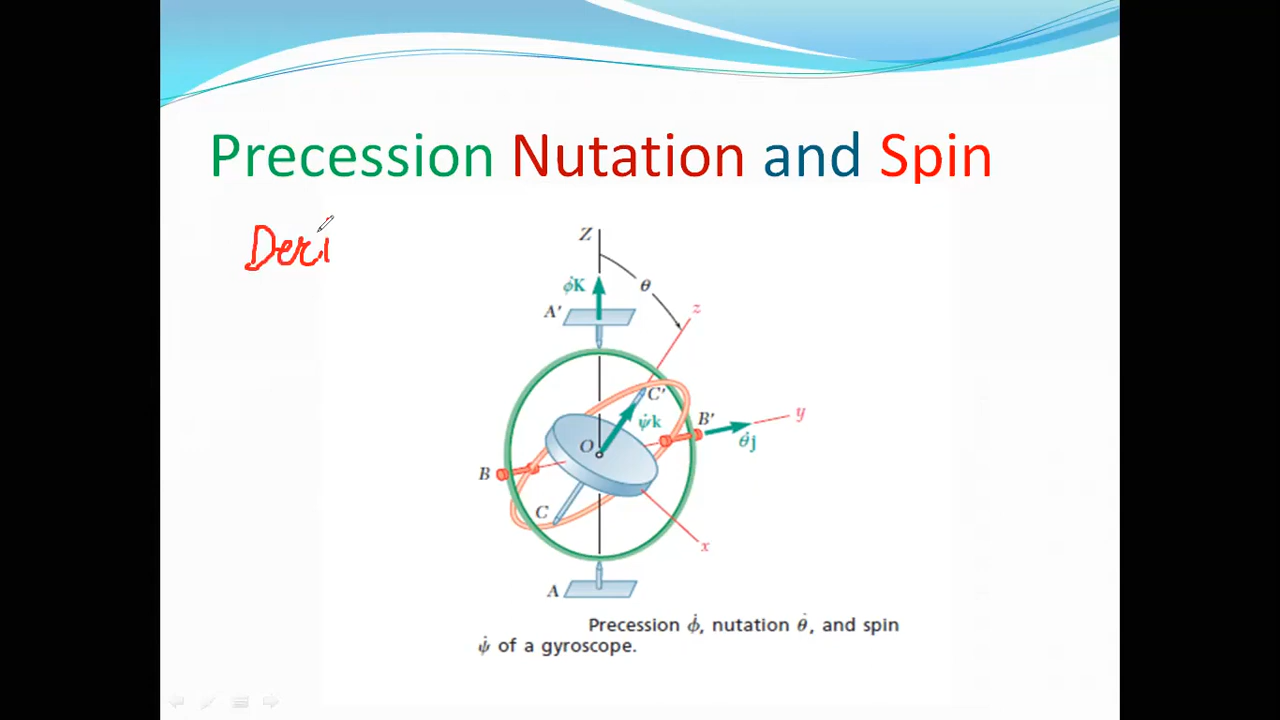 Precession Nutation and Spin
Deri
Z
θ
φ̇K
A'
z
C'
B'
y
ψ̇k
θ̇j
O
B
C
x
A
Precession φ̇, nutation θ̇, and spin
ψ̇ of a gyroscope.